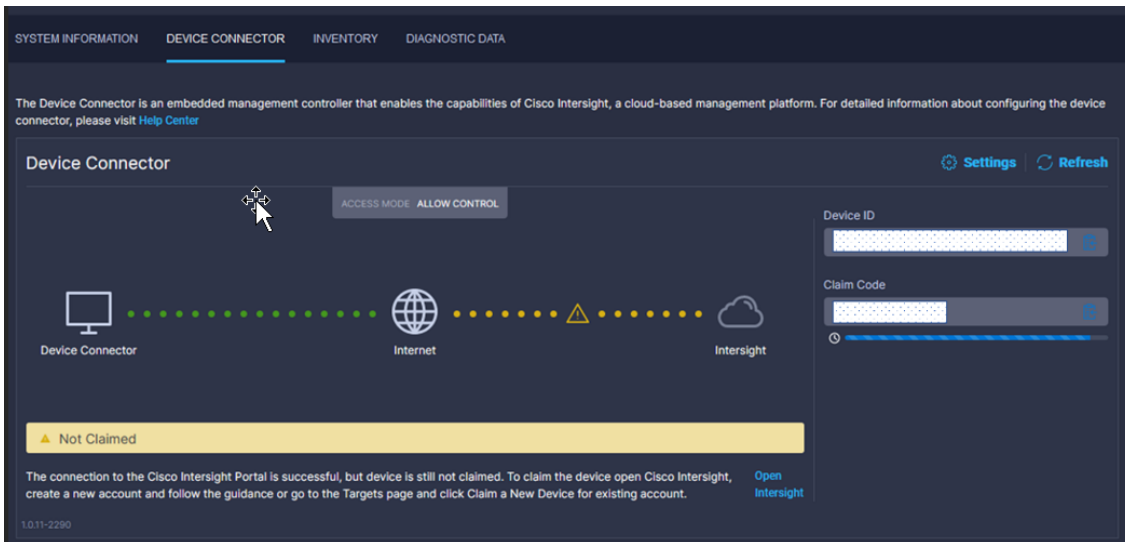 SYSTEM INFORMATION DEVICE CONNECTOR INVENTORY DIAGNOSTIC DATA
The Device Connector is an embedded management controller that enables the capabilities of Cisco Intersight, a cloud-based management platform. For detailed information about configuring the device
connector, please visit Help Center
Device Connector
Settings Refresh
ACCESS MODE ALLOW CONTROL
Device Connector
Internet
Intersight
Device ID
Claim Code
Not Claimed
The connection to the Cisco Intersight Portal is successful, but device is still not claimed. To claim the device open Cisco Intersight,
create a new account and follow the guidance or go to the Targets page and click Claim a New Device for existing account.
Open
Intersight
1.0.11-2290